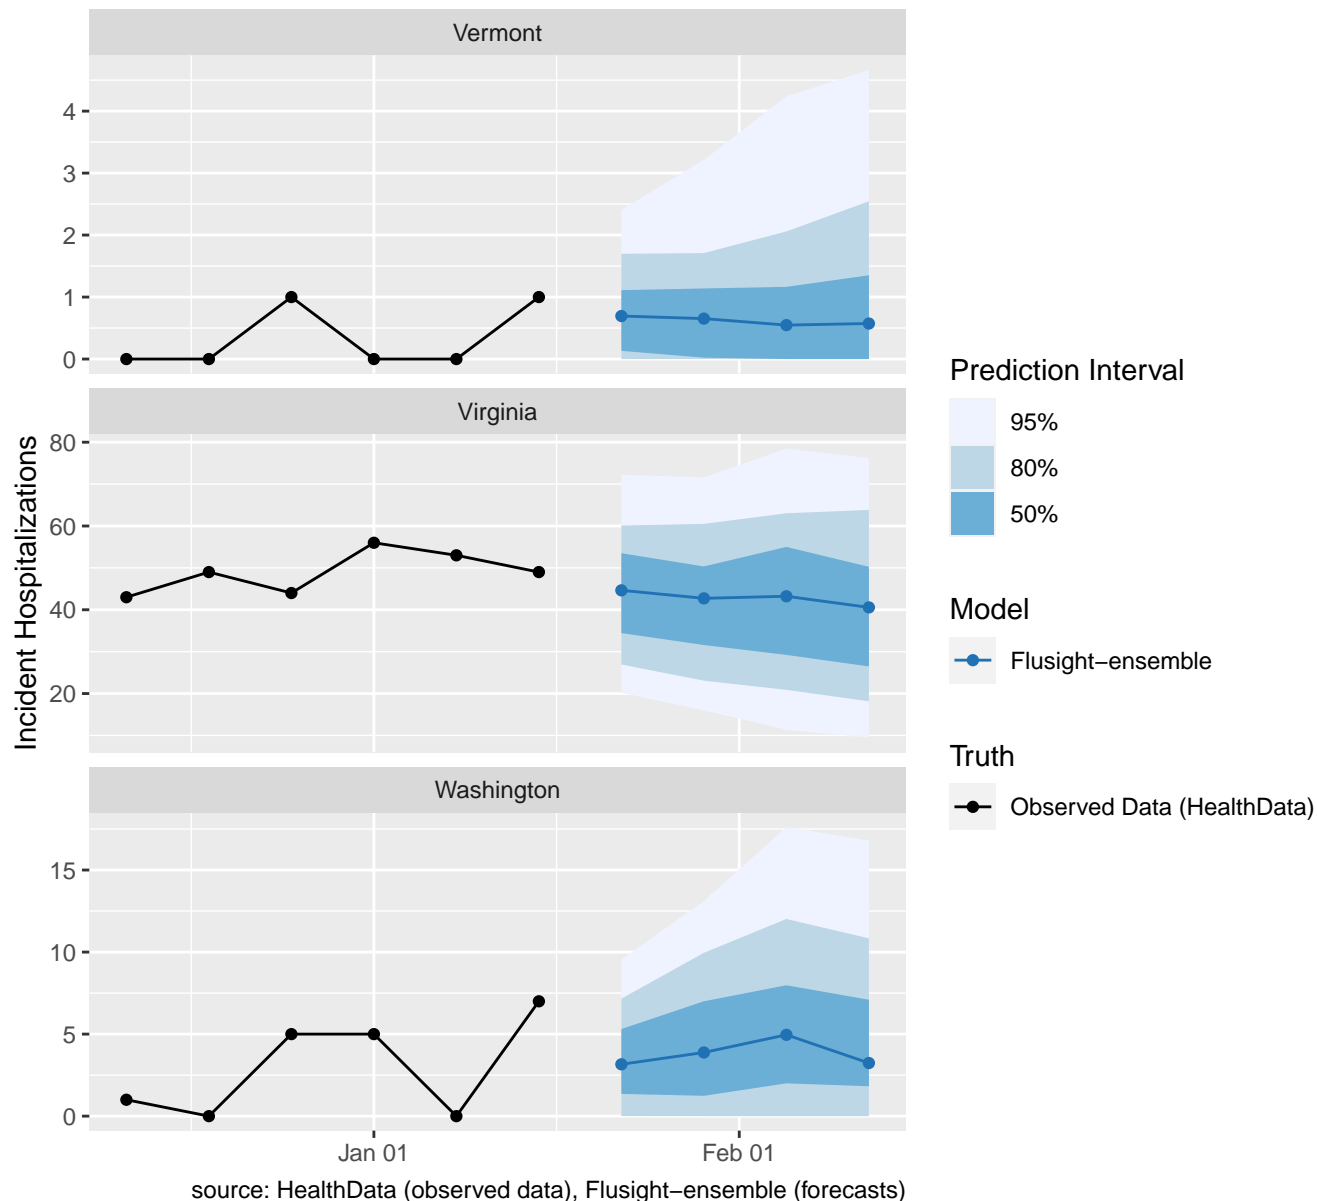 Vermont
4
3
2
1
0
Virginia
80
60
40
20
Washington
15
10
5
0
Jan 01
Feb 01
Incident Hospitalizations
source: HealthData (observed data), Flusight−ensemble (forecasts)
Prediction Interval
95%
80%
50%
Model
Flusight−ensemble
Truth
Observed Data (HealthData)